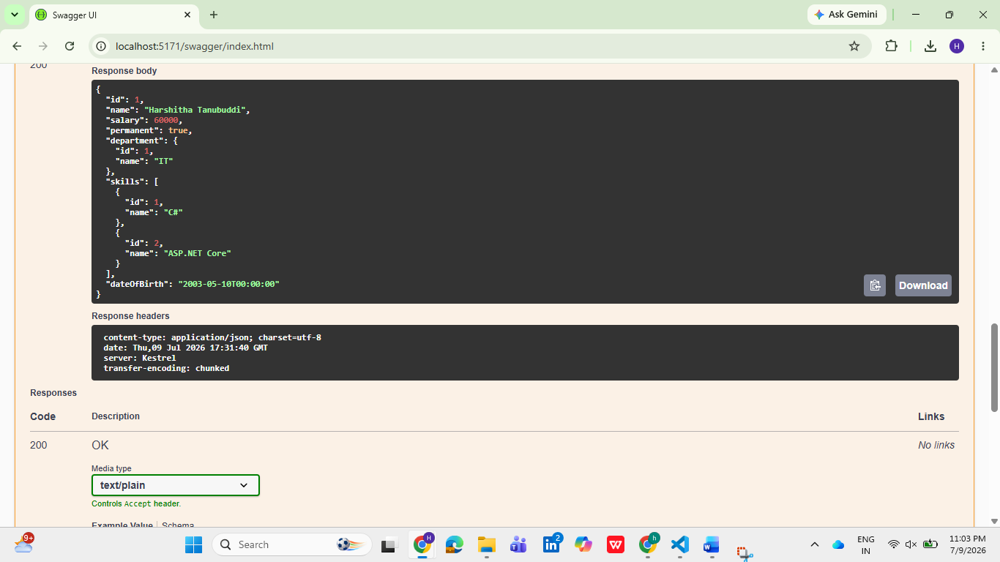 Swagger UI
Ask Gemini
localhost:5171/swagger/index.html
H
200
Response body
{
"id": 1,
"name": "Harshitha Tanubuddi",
"salary": 60000,
"permanent": true,
"department": {
"id": 1,
"name": "IT"
},
"skills": [
{
"id": 1,
"name": "C#"
},
{
"id": 2,
"name": "ASP.NET Core"
}
],
"dateOfBirth": "2003-05-10T00:00:00"
}
Download
Response headers
content-type: application/json; charset=utf-8
date: Thu,09 Jul 2026 17:31:40 GMT
server: Kestrel
transfer-encoding: chunked
Responses
Code Description Links
200 OK No links
Media type
text/plain
Controls Accept header.
Example Value Schema
9+
Search
H
2
h
ENG
IN
11:03 PM
7/9/2026